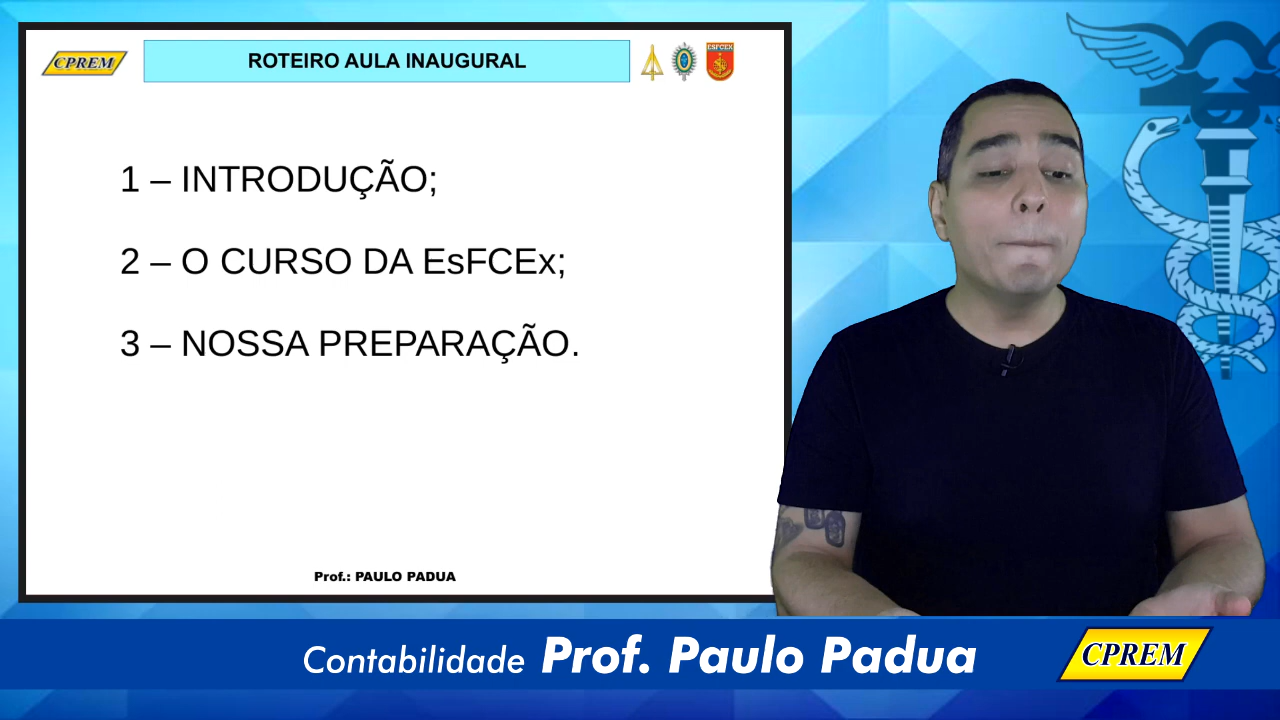 CPREM
ROTEIRO AULA INAUGURAL
ESFCEX
1 – INTRODUÇÃO;
2 – O CURSO DA EsFCEx;
3 – NOSSA PREPARAÇÃO.
Prof.: PAULO PADUA
Contabilidade Prof. Paulo Padua
CPREM